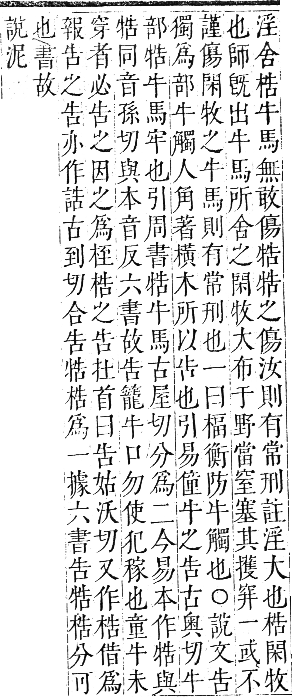 淫舍梏牛馬無敢傷牿牿之傷汝則有常刑註淫大也梏閑牧
也師旣出牛馬所舍之閑牧大布于野當窒塞其擭穽一或不
謹傷閑牧之牛馬則有常刑也一曰楅衡防牛觸也○說文告
獨爲部牛觸人角著橫木所以告也引易僮牛之告古奧切牛
部牿牛馬牢也引周書牿牛馬古屋切分爲二今易本作牿與
牿同音孫切與本音反六書故告籠牛口勿使犯稼也童牛未
穿者必告之因之爲桎梏之告扗首曰告姑沃切又作梏借爲
報告之告亦作誥古到切合告牿梏爲一據六書告牿梏分可
也書故
說泥